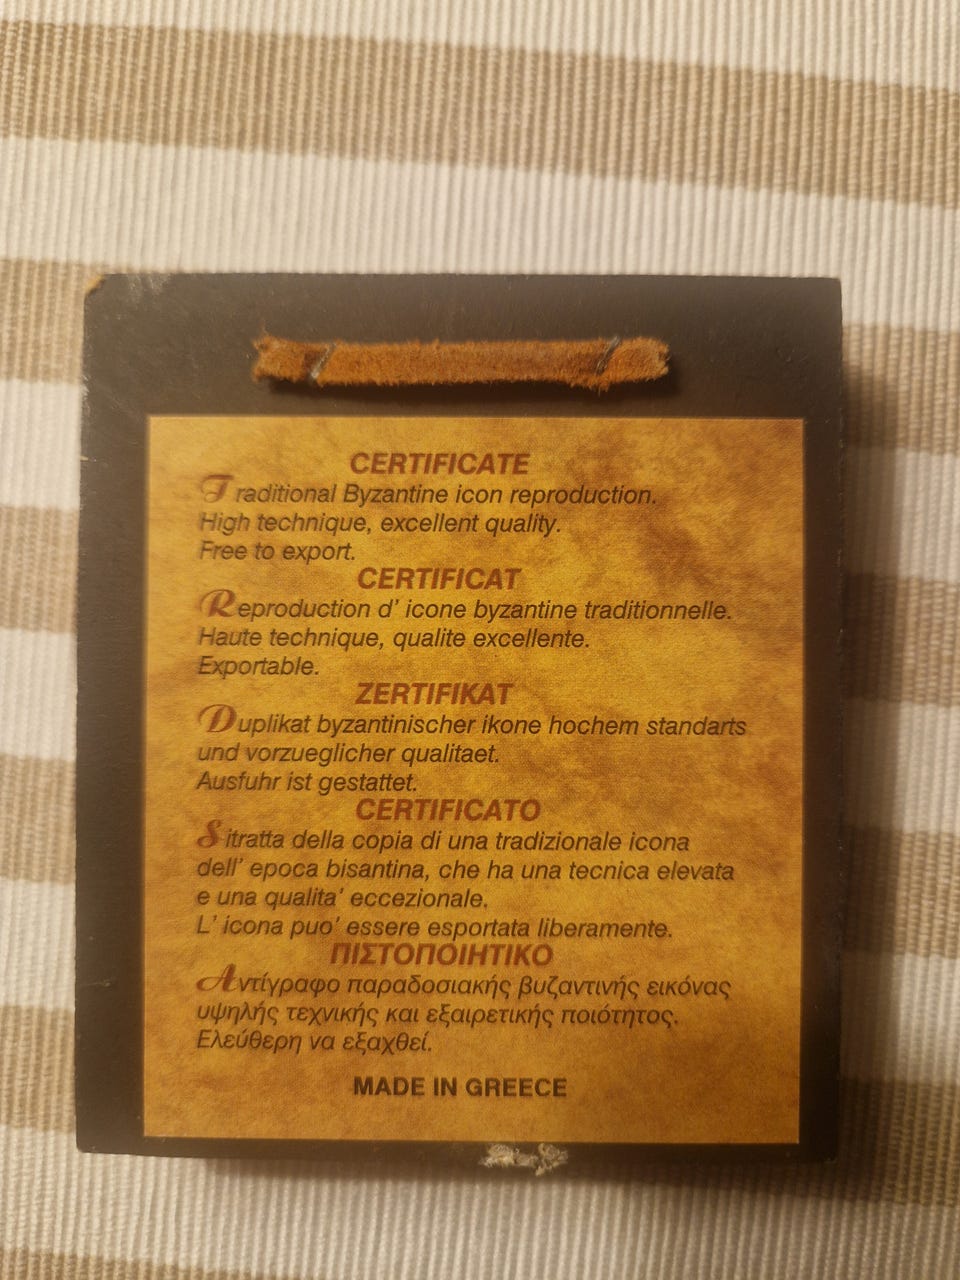 CERTIFICATE
Traditional Byzantine icon reproduction.
High technique, excellent quality.
Free to export.
CERTIFICAT
Reproduction d' icone byzantine traditionnelle.
Haute technique, qualite excellente.
Exportable.
ZERTIFIKAT
Duplikat byzantinischer ikone hochem standarts
und vorzueglicher qualitaet.
Ausfuhr ist gestattet.
CERTIFICATO
Sitratta della copia di una tradizionale icona
dell' epoca bisantina, che ha una tecnica elevata
e una qualita' eccezionale.
L' icona puo' essere esportata liberamente.
ΠΙΣΤΟΠΟΙΗΤΙΚΟ
Αντίγραφο παραδοσιακής βυζαντινής εικόνας
υψηλής τεχνικής και εξαιρετικής ποιότητος.
Ελεύθερη να εξαχθεί.
MADE IN GREECE